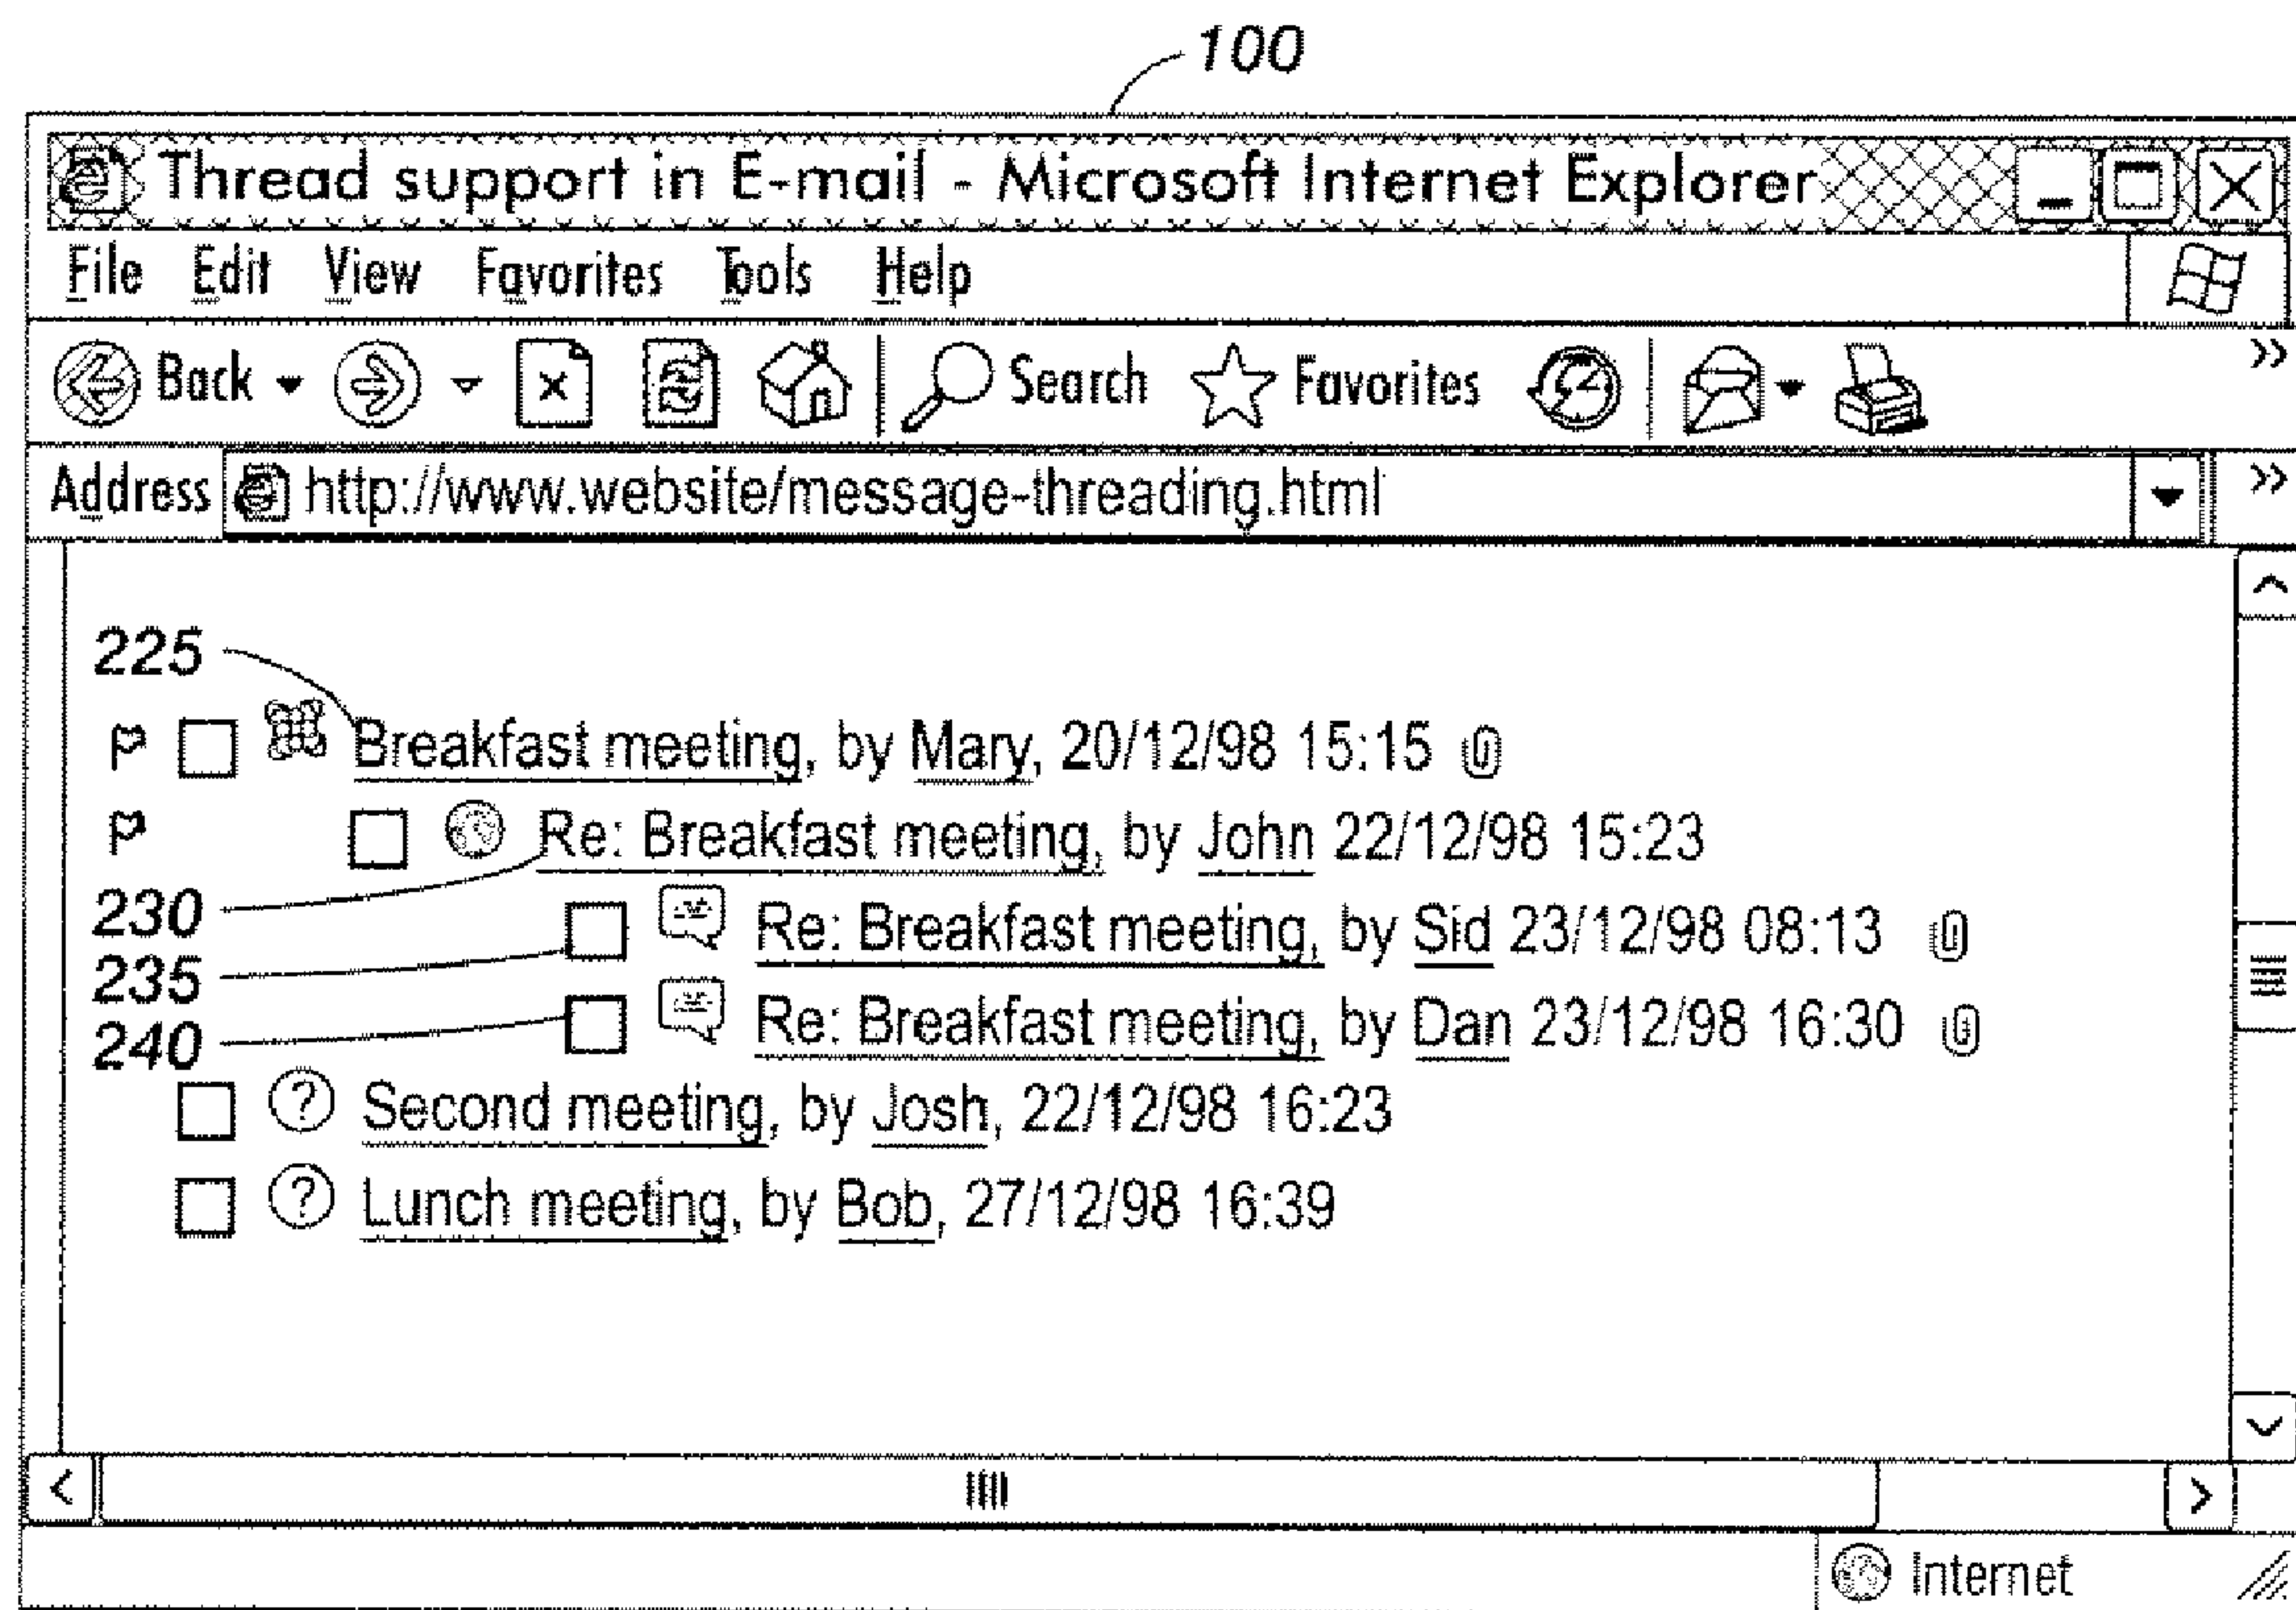 100
Thread support in E-mail - Microsoft Internet Explorer
File Edit View Favorites Tools Help
Back Search Favorites
Address http://www.website/message-threading.html
225
Breakfast meeting, by Mary, 20/12/98 15:15
Re: Breakfast meeting, by John 22/12/98 15:23
230
Re: Breakfast meeting, by Sid 23/12/98 08:13
235
Re: Breakfast meeting, by Dan 23/12/98 16:30
240
Second meeting, by Josh, 22/12/98 16:23
Lunch meeting, by Bob, 27/12/98 16:39
Internet